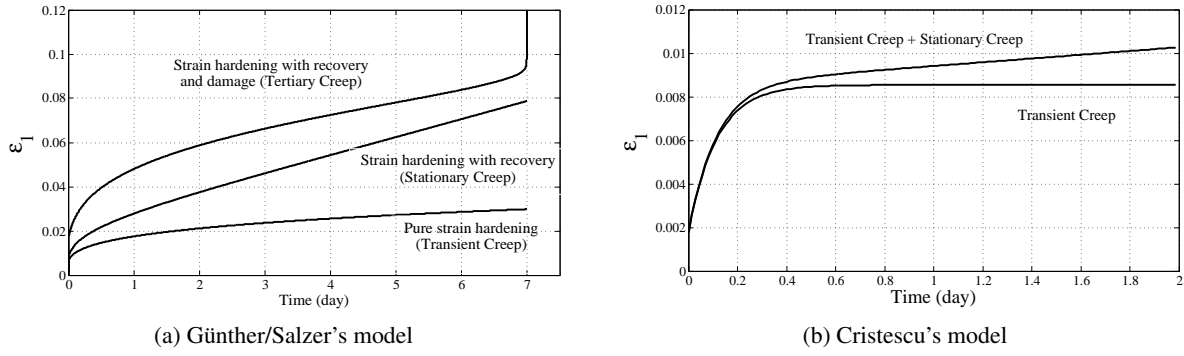 0.12
0.1
0.08
0.06
0.04
0.02
0
ε1
Strain hardening with recovery
and damage (Tertiary Creep)
Strain hardening with recovery
(Stationary Creep)
Pure strain hardening
(Transient Creep)
0 1 2 3 4 5 6 7
Time (day)
(a) Günther/Salzer's model
0.012
0.01
0.008
0.006
0.004
0.002
0
ε1
Transient Creep + Stationary Creep
Transient Creep
0 0.2 0.4 0.6 0.8 1 1.2 1.4 1.6 1.8 2
Time (day)
(b) Cristescu's model